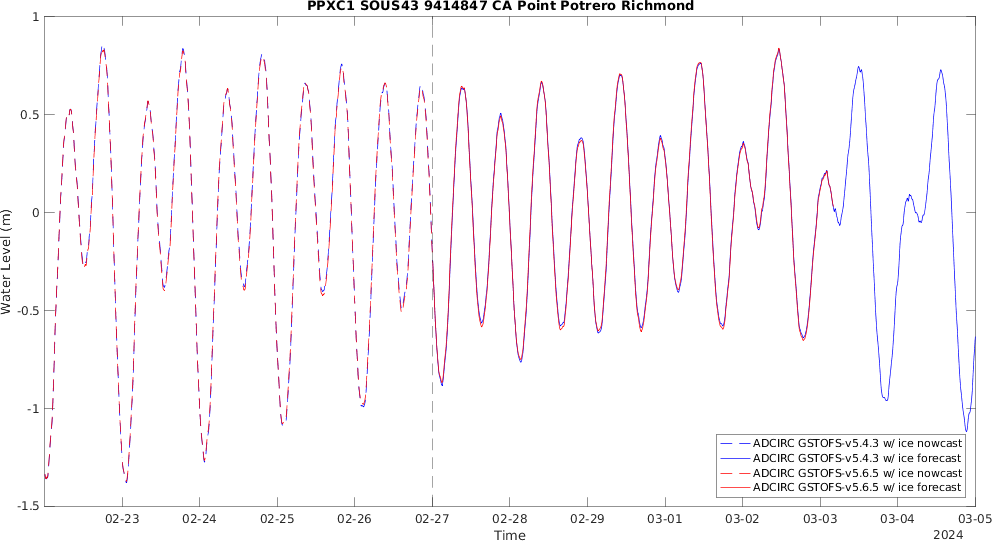 PPXC1 SOUS43 9414847 CA Point Potrero Richmond
Water Level (m)
1
0.5
0
-0.5
-1
-1.5
02-23 02-24 02-25 02-26 02-27 02-28 02-29 03-01 03-02 03-03 03-04 03-05
Time
2024
ADCIRC GSTOFS-v5.4.3 w/ ice nowcast
ADCIRC GSTOFS-v5.4.3 w/ ice forecast
ADCIRC GSTOFS-v5.6.5 w/ ice nowcast
ADCIRC GSTOFS-v5.6.5 w/ ice forecast